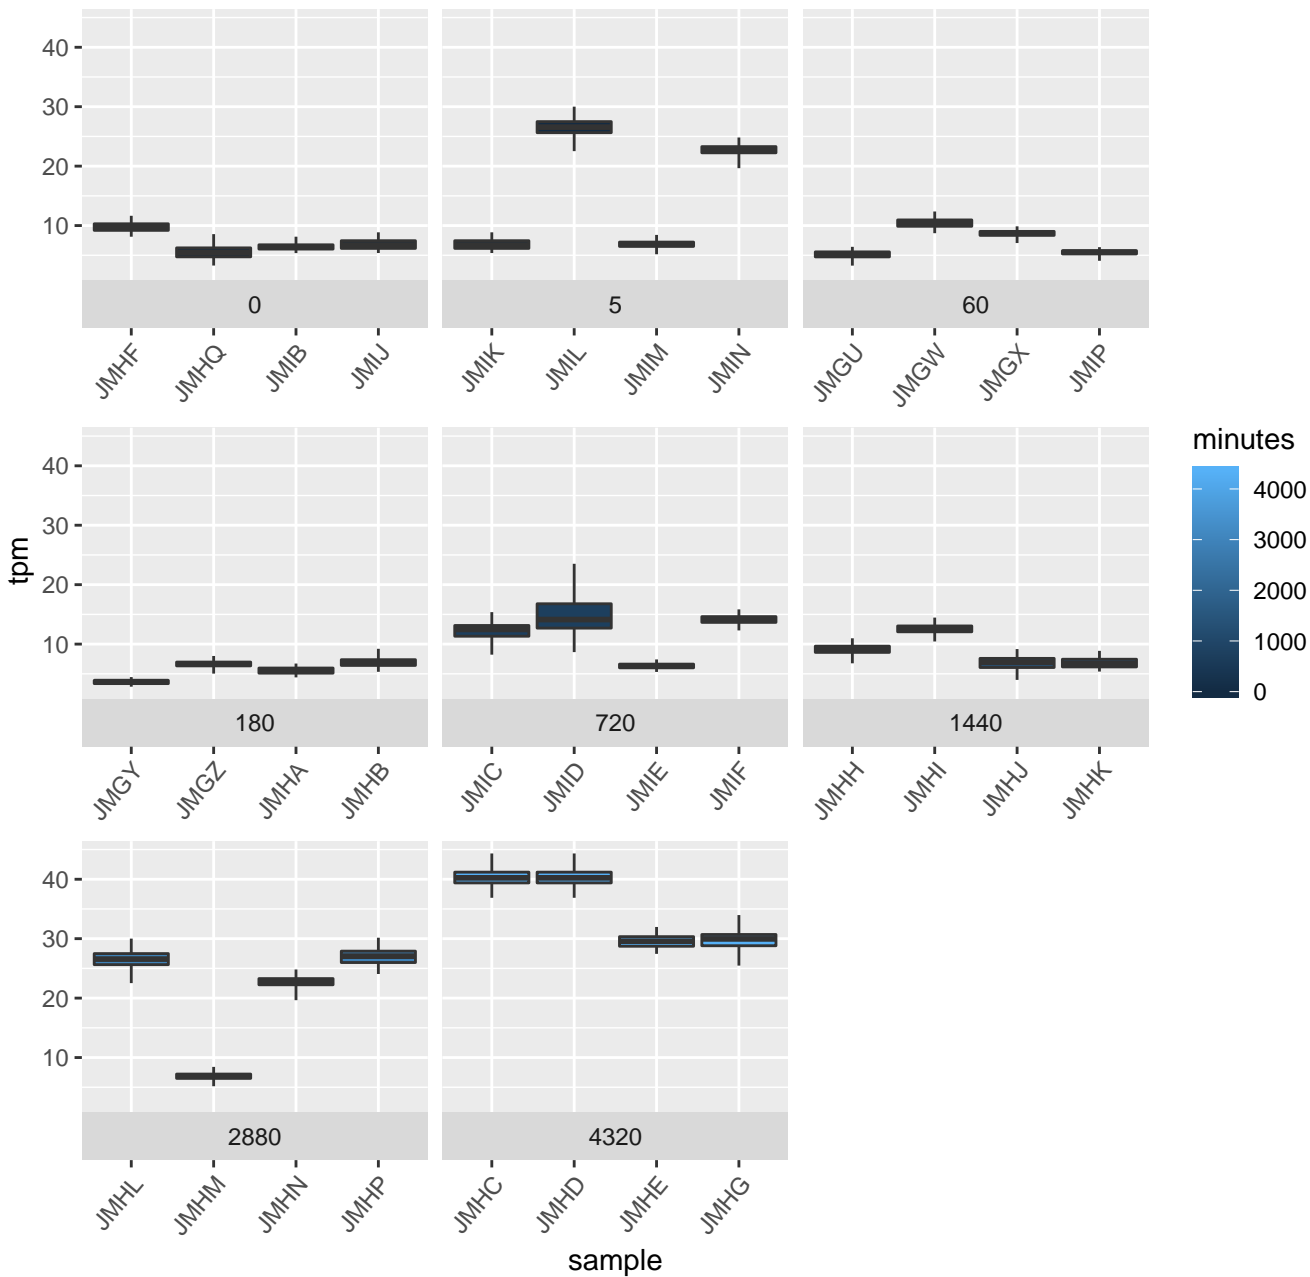 40
30
20
10
0
5
60
JMHF
JMHQ
JMIB
JMIJ
JMIK
JMIL
JMIM
JMIN
JMGU
JMGW
JMGX
JMIP
tpm
40
30
20
10
180
720
1440
JMGY
JMGZ
JMHA
JMHB
JMIC
JMID
JMIE
JMIF
JMHH
JMHI
JMHJ
JMHK
40
30
20
10
2880
4320
JMHL
JMHM
JMHN
JMHP
JMHC
JMHD
JMHE
JMHG
sample
minutes
4000
3000
2000
1000
0